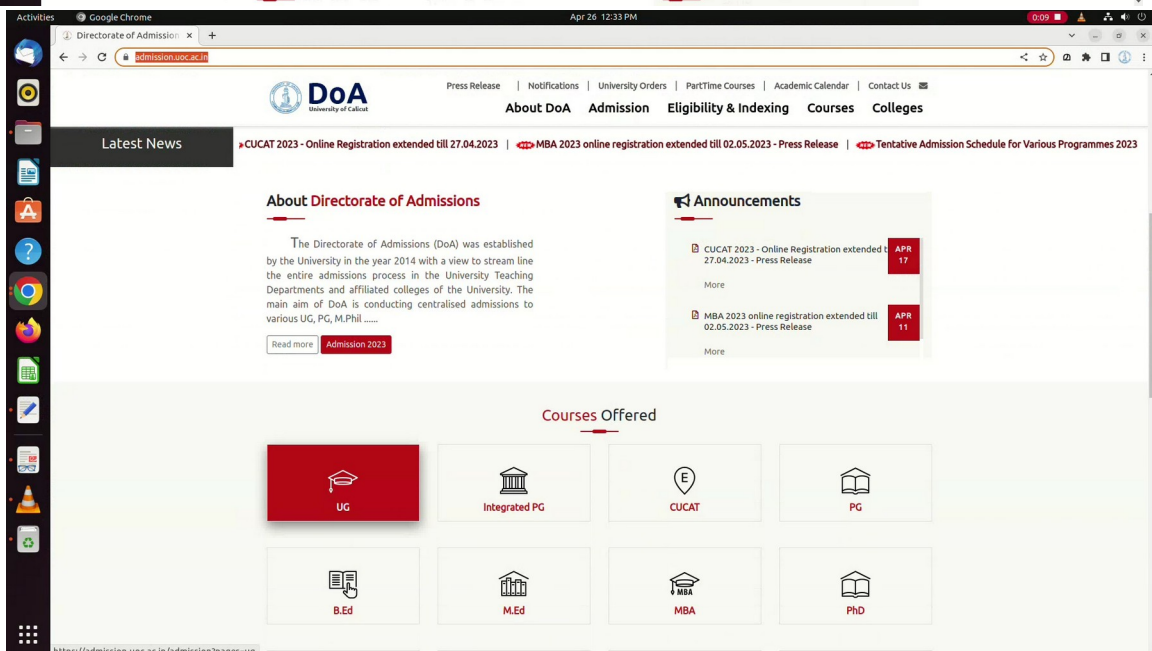 Activities
Google Chrome
Apr 26 12:33 PM
0:09
Directorate of Admission
admission.uoc.ac.in
DoA
University of Calicut
Press Release | Notifications | University Orders | PartTime Courses | Academic Calendar | Contact Us
About DoA Admission Eligibility & Indexing Courses Colleges
Latest News
CUCAT 2023 - Online Registration extended till 27.04.2023 | MBA 2023 online registration extended till 02.05.2023 - Press Release | Tentative Admission Schedule for Various Programmes 2023
About Directorate of Admissions
The Directorate of Admissions (DoA) was established
by the University in the year 2014 with a view to stream line
the entire admissions process in the University Teaching
Departments and affiliated colleges of the University. The
main aim of DoA is conducting centralised admissions to
various UG, PG, M.Phil ......
Read more
Admission 2023
Announcements
CUCAT 2023 - Online Registration extended t
27.04.2023 - Press Release
APR
17
More
MBA 2023 online registration extended till
02.05.2023 - Press Release
APR
11
More
Courses Offered
UG
Integrated PG
E
CUCAT
PG
B.Ed
M.Ed
MBA
MBA
PhD